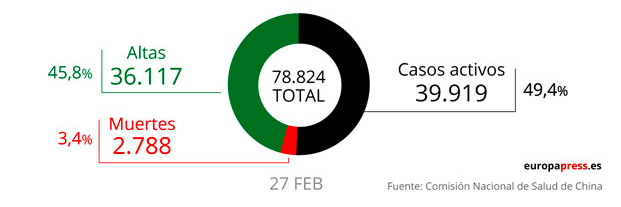 Altas
45,8%
36.117
Muertes
3,4%
2.788
78.824
TOTAL
Casos activos
39.919
49,4%
27 FEB
europapress.es
Fuente: Comisión Nacional de Salud de China